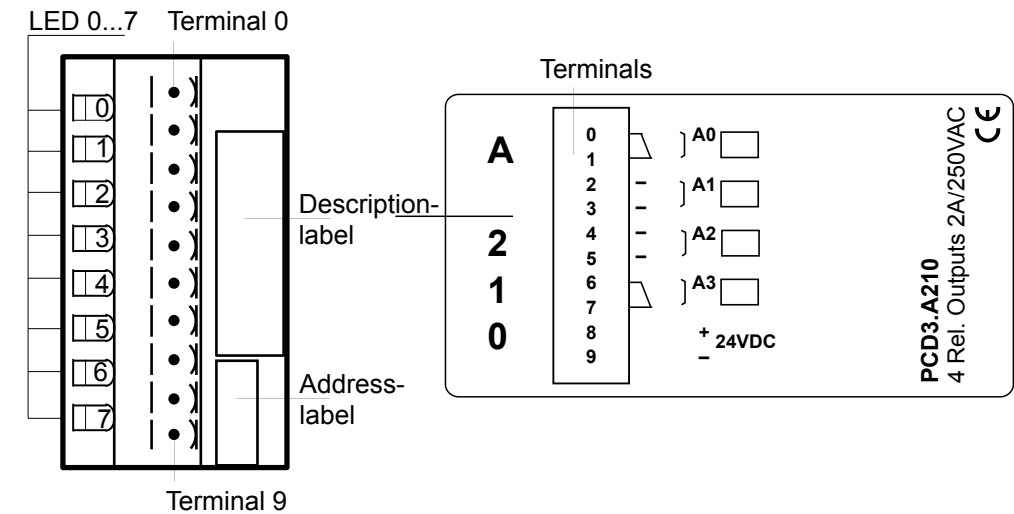 LED 0...7
Terminal 0
0
1
2
3
4
5
6
7
Terminal 9
Description-
label
Address-
label
Terminals
A
2
1
0
0
1
2
3
4
5
6
7
8
9
A0
A1
A2
A3
+ 24VDC
–
PCD3.A210
4 Rel. Outputs 2A/250VAC
CE